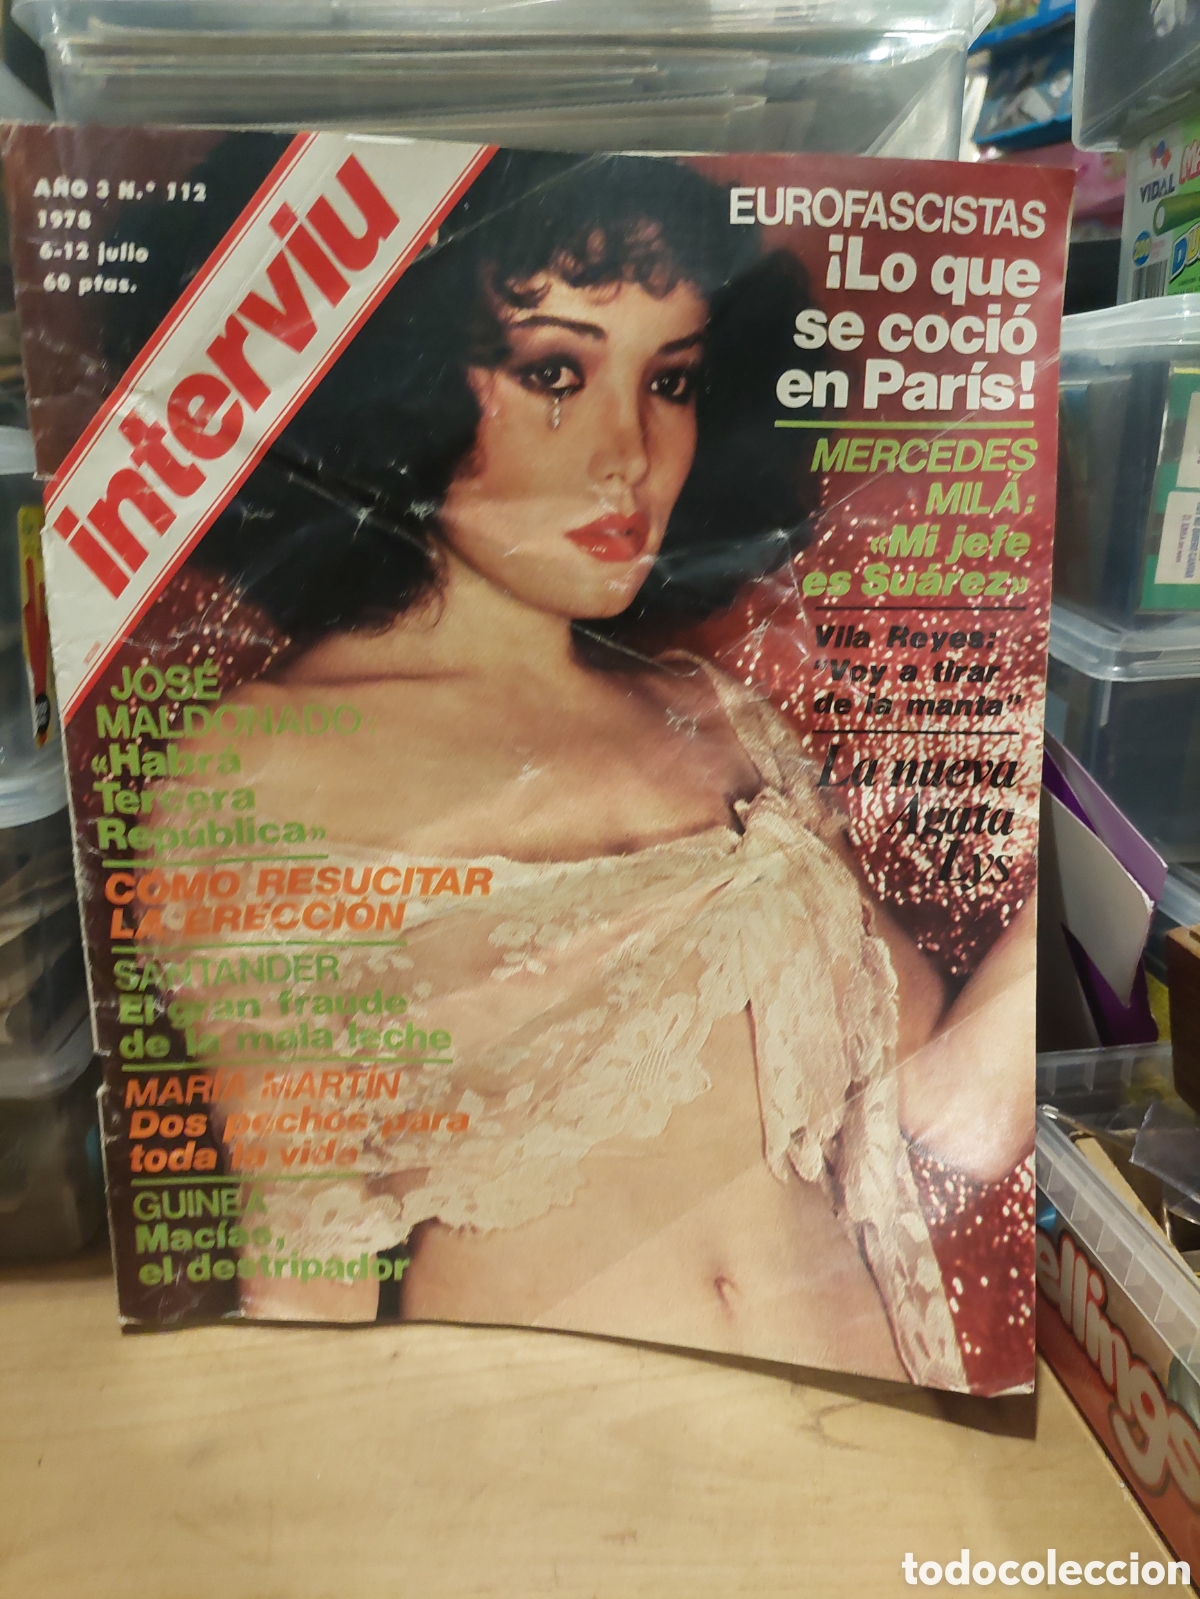 AÑO 3 N.º 112
1978
6-12 julio
60 ptas.
interviu
EUROFASCISTAS
¡Lo que
se coció
en París!
MERCEDES
MILÁ:
«Mi jefe
es Suárez»
Vila Reyes:
"Voy a tirar
de la manta"
La nueva
Agata
Lys
JOSÉ
MALDONADO:
«Habrá
Tercera
República»
COMO RESUCITAR
LA ERECCIÓN
SANTANDER
El gran fraude
de la mala leche
MARÍA MARTÍN
Dos pechos para
toda la vida
GUINEA
Macías,
el destripador
VIDAL
ellings
todocoleccion